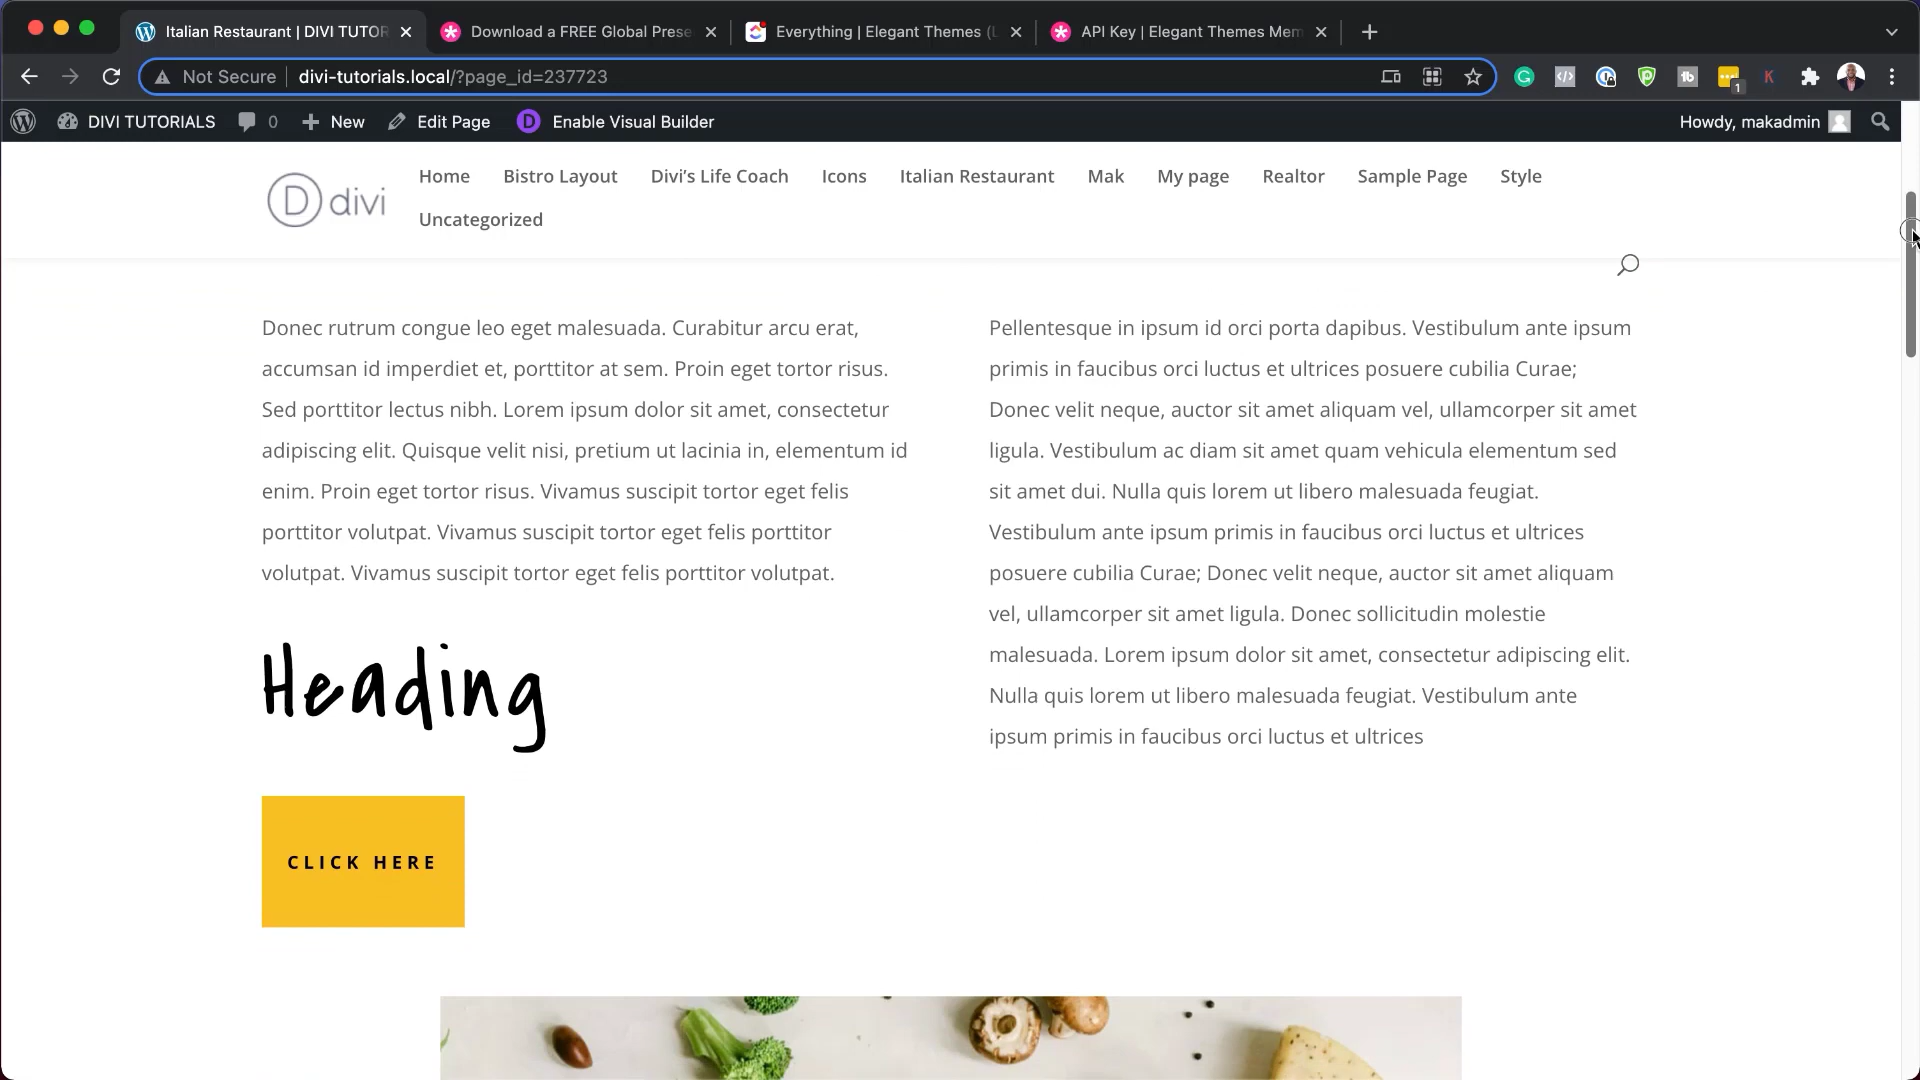 Italian Restaurant | DIVI TUTOR
Download a FREE Global Prese
Everything | Elegant Themes (L
API Key | Elegant Themes Mem
Not Secure
divi-tutorials.local/?page_id=237723
1
DIVI TUTORIALS
0
New
Edit Page
Enable Visual Builder
Howdy, makadmin
divi
Home
Bistro Layout
Divi’s Life Coach
Icons
Italian Restaurant
Mak
My page
Realtor
Sample Page
Style
Uncategorized
Donec rutrum congue leo eget malesuada. Curabitur arcu erat,
accumsan id imperdiet et, porttitor at sem. Proin eget tortor risus.
Sed porttitor lectus nibh. Lorem ipsum dolor sit amet, consectetur
adipiscing elit. Quisque velit nisi, pretium ut lacinia in, elementum id
enim. Proin eget tortor risus. Vivamus suscipit tortor eget felis
porttitor volutpat. Vivamus suscipit tortor eget felis porttitor
volutpat. Vivamus suscipit tortor eget felis porttitor volutpat.
Heading
CLICK HERE
Pellentesque in ipsum id orci porta dapibus. Vestibulum ante ipsum
primis in faucibus orci luctus et ultrices posuere cubilia Curae;
Donec velit neque, auctor sit amet aliquam vel, ullamcorper sit amet
ligula. Vestibulum ac diam sit amet quam vehicula elementum sed
sit amet dui. Nulla quis lorem ut libero malesuada feugiat.
Vestibulum ante ipsum primis in faucibus orci luctus et ultrices
posuere cubilia Curae; Donec velit neque, auctor sit amet aliquam
vel, ullamcorper sit amet ligula. Donec sollicitudin molestie
malesuada. Lorem ipsum dolor sit amet, consectetur adipiscing elit.
Nulla quis lorem ut libero malesuada feugiat. Vestibulum ante
ipsum primis in faucibus orci luctus et ultrices